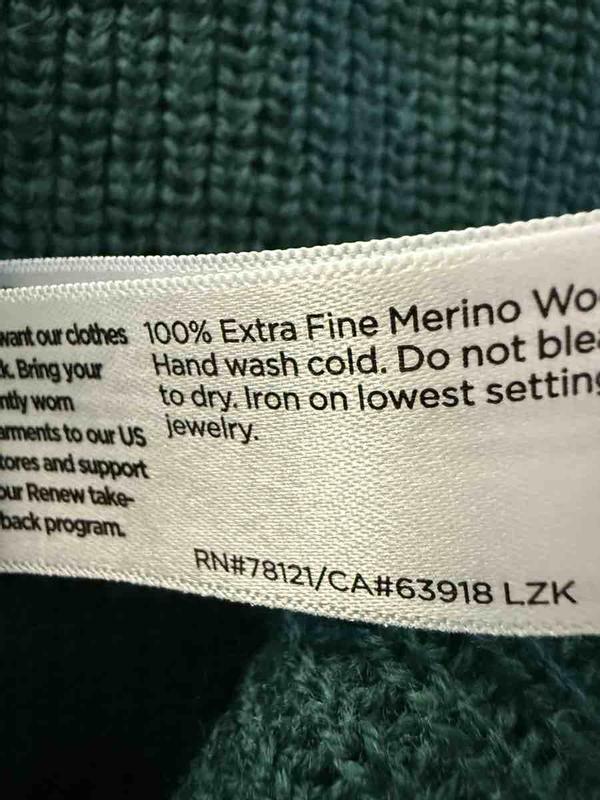 want our clothes
k. Bring your
ntly worn
arments to our US
tores and support
our Renew take-
back program.
100% Extra Fine Merino Wo
Hand wash cold. Do not blea
to dry. Iron on lowest setting
jewelry.
RN#78121/CA#63918 LZK